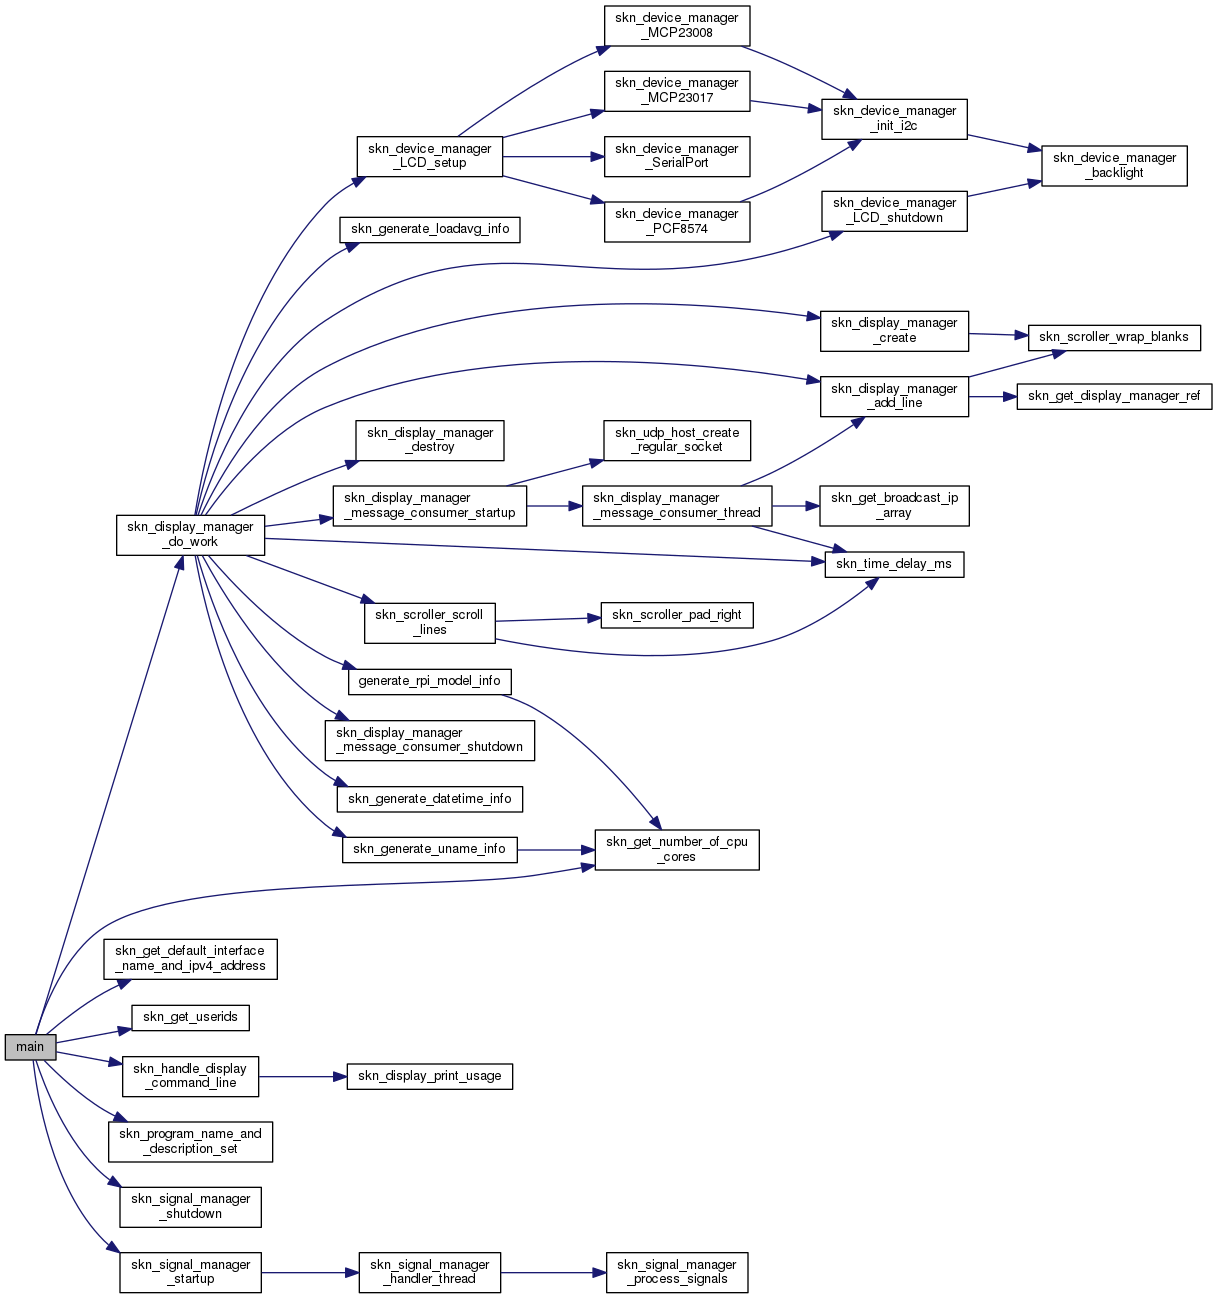 skn_device_manager
_MCP23008
skn_device_manager
_MCP23017
skn_device_manager
_init_i2c
skn_device_manager
_LCD_setup
skn_device_manager
_SerialPort
skn_device_manager
_backlight
skn_device_manager
_PCF8574
skn_device_manager
_LCD_shutdown
skn_generate_loadavg_info
skn_display_manager
_create
skn_scroller_wrap_blanks
skn_display_manager
_add_line
skn_get_display_manager_ref
skn_display_manager
_destroy
skn_udp_host_create
_regular_socket
skn_display_manager
_message_consumer_startup
skn_display_manager
_message_consumer_thread
skn_get_broadcast_ip
_array
skn_display_manager
_do_work
skn_time_delay_ms
skn_scroller_scroll
_lines
skn_scroller_pad_right
generate_rpi_model_info
skn_display_manager
_message_consumer_shutdown
skn_generate_datetime_info
skn_generate_uname_info
skn_get_number_of_cpu
_cores
skn_get_default_interface
_name_and_ipv4_address
skn_get_userids
main
skn_handle_display
_command_line
skn_display_print_usage
skn_program_name_and
_description_set
skn_signal_manager
_shutdown
skn_signal_manager
_startup
skn_signal_manager
_handler_thread
skn_signal_manager
_process_signals